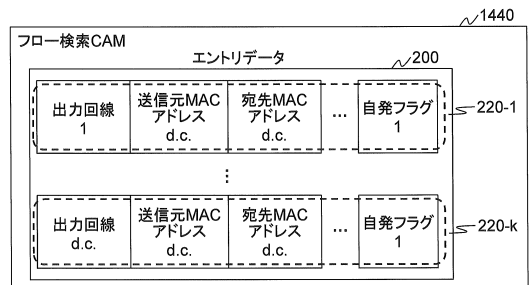 1440
フロー検索CAM
エントリデータ
200
出力回線
1
送信元MAC
アドレス
d.c.
宛先MAC
アドレス
d.c.
...
自発フラグ
1
220-1
⋮
出力回線
d.c.
送信元MAC
アドレス
d.c.
宛先MAC
アドレス
d.c.
...
自発フラグ
1
220-k